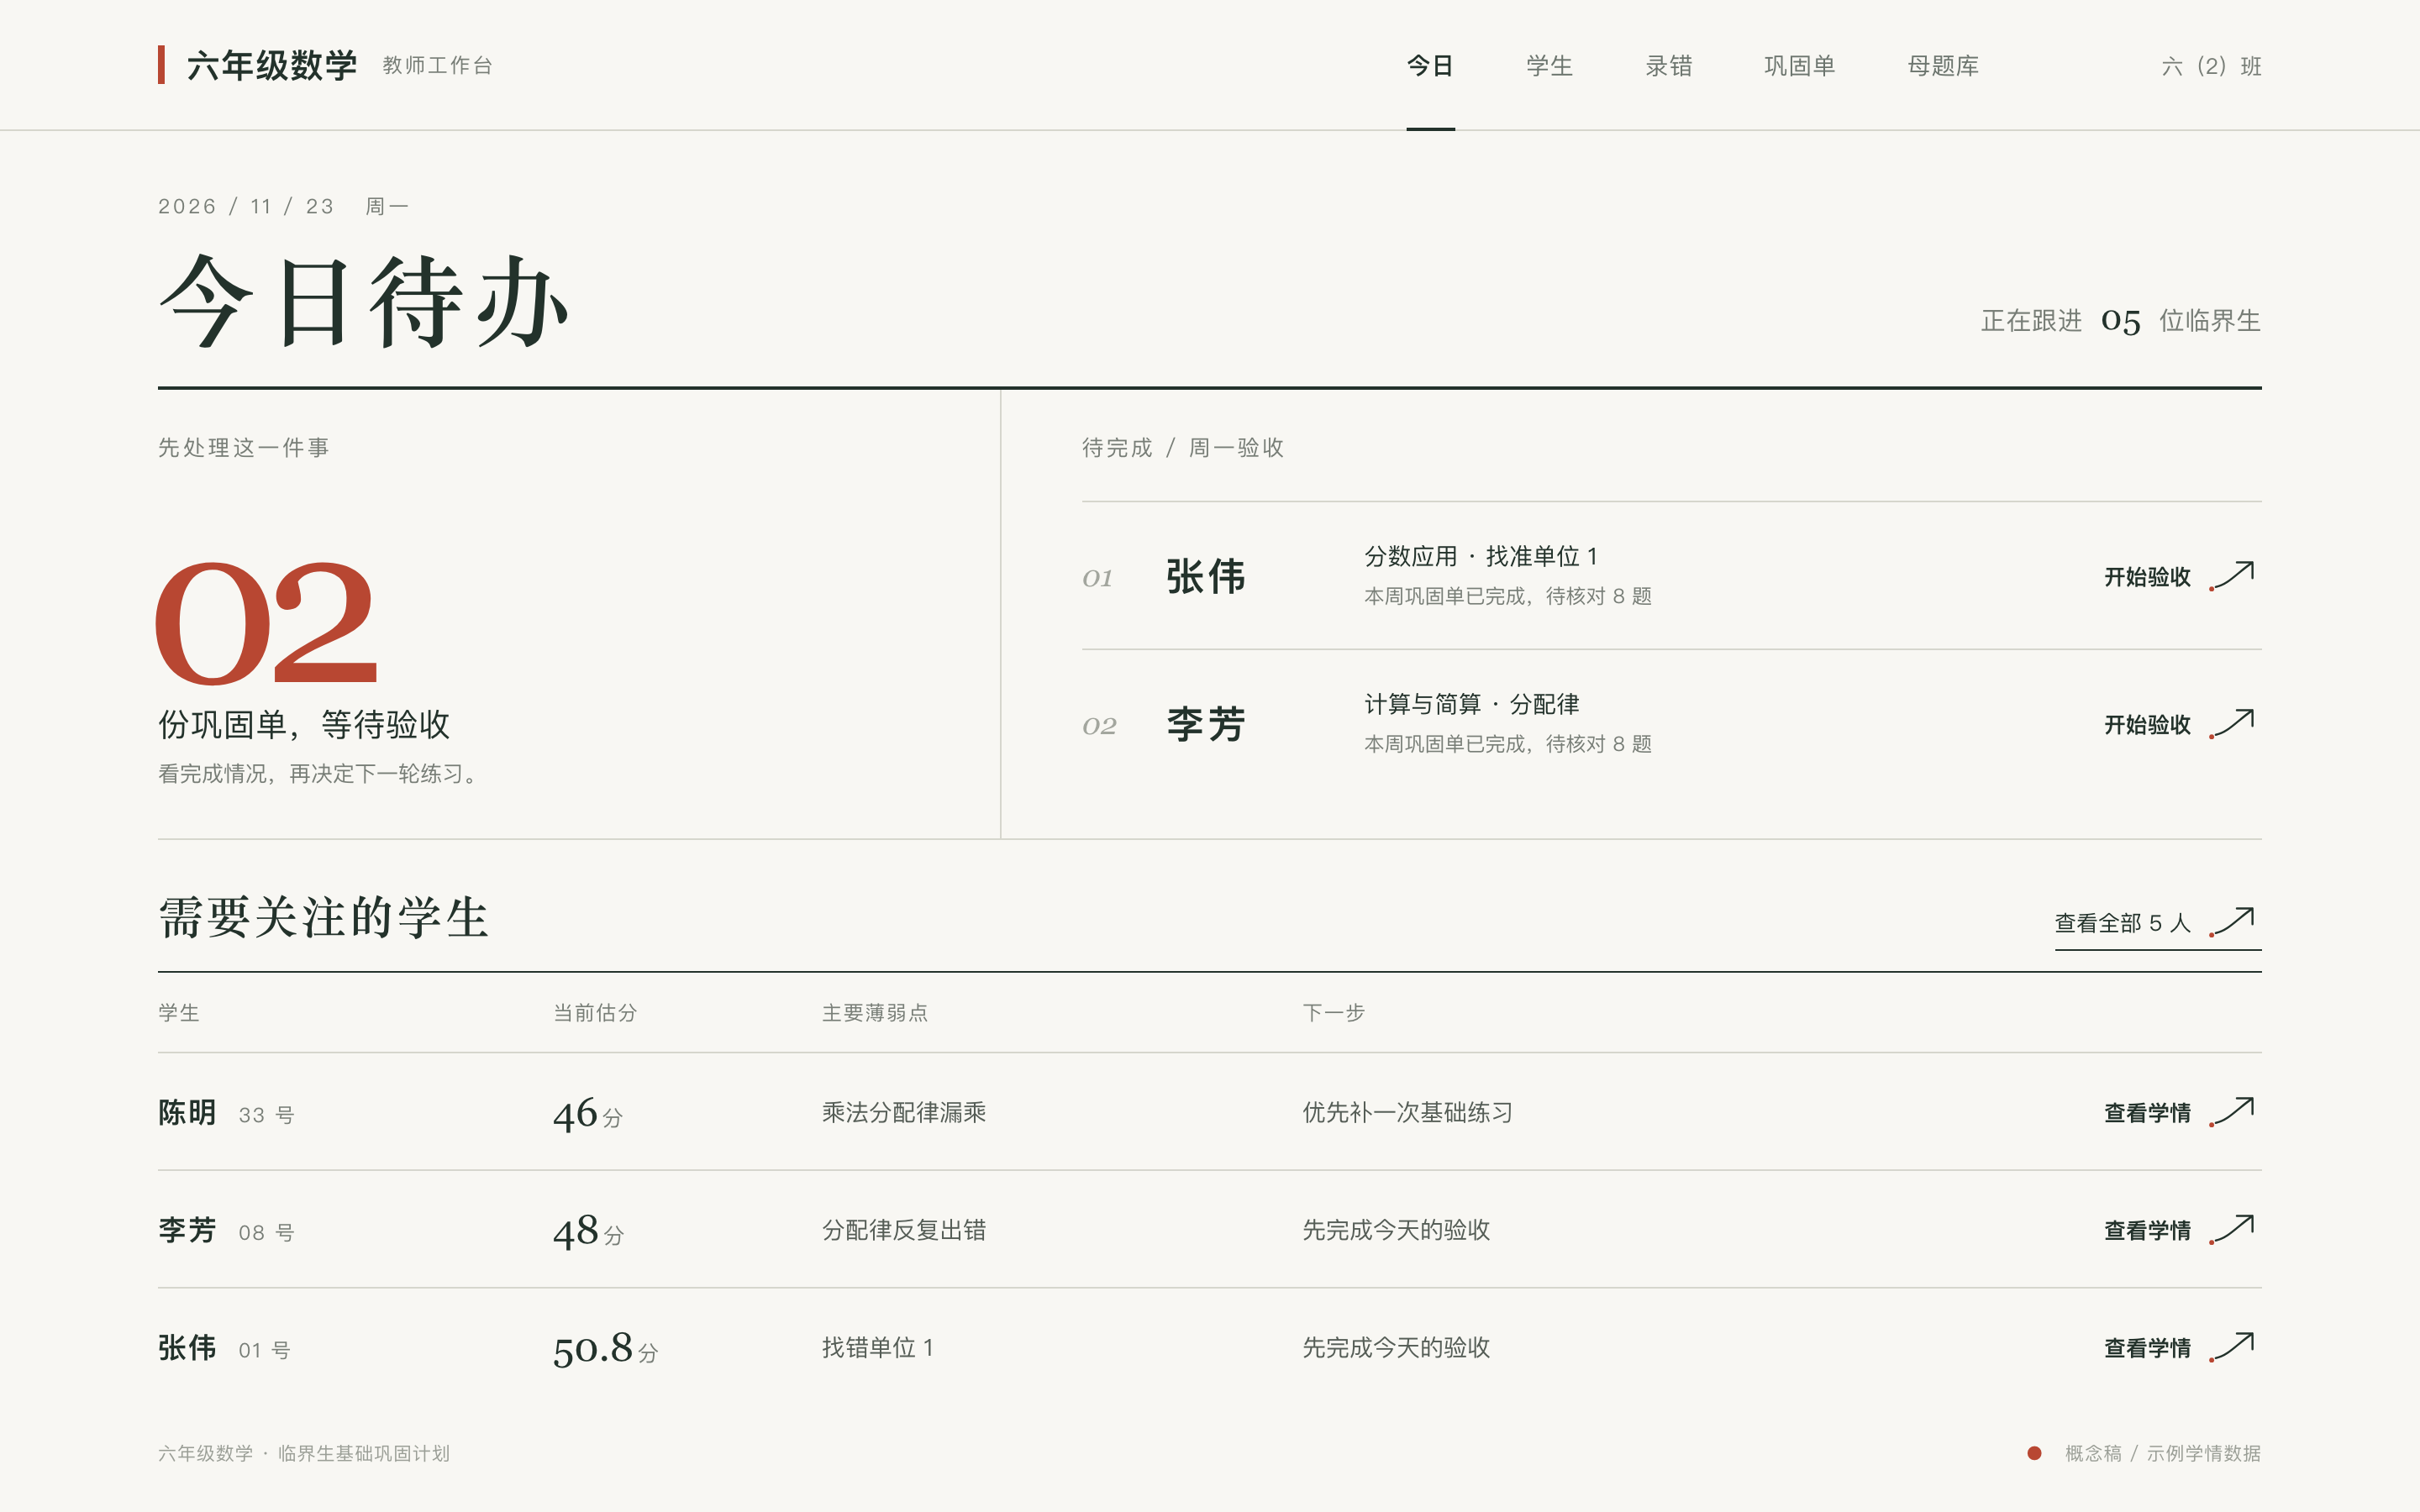 六年级数学 教师工作台 今日 学生 录错 巩固单 母题库 六（2）班
2026 / 11 / 23 周一
今日待办
正在跟进 05 位临界生
先处理这一件事
02
份巩固单，等待验收
看完成情况，再决定下一轮练习。
待完成 / 周一验收
01 张伟 分数应用 · 找准单位 1 开始验收
本周巩固单已完成，待核对 8 题
02 李芳 计算与简算 · 分配律 开始验收
本周巩固单已完成，待核对 8 题
需要关注的学生 查看全部 5 人
学生 当前估分 主要薄弱点 下一步
陈明 33 号 46分 乘法分配律漏乘 优先补一次基础练习 查看学情
李芳 08 号 48分 分配律反复出错 先完成今天的验收 查看学情
张伟 01 号 50.8分 找错单位 1 先完成今天的验收 查看学情
六年级数学 · 临界生基础巩固计划 概念稿 / 示例学情数据